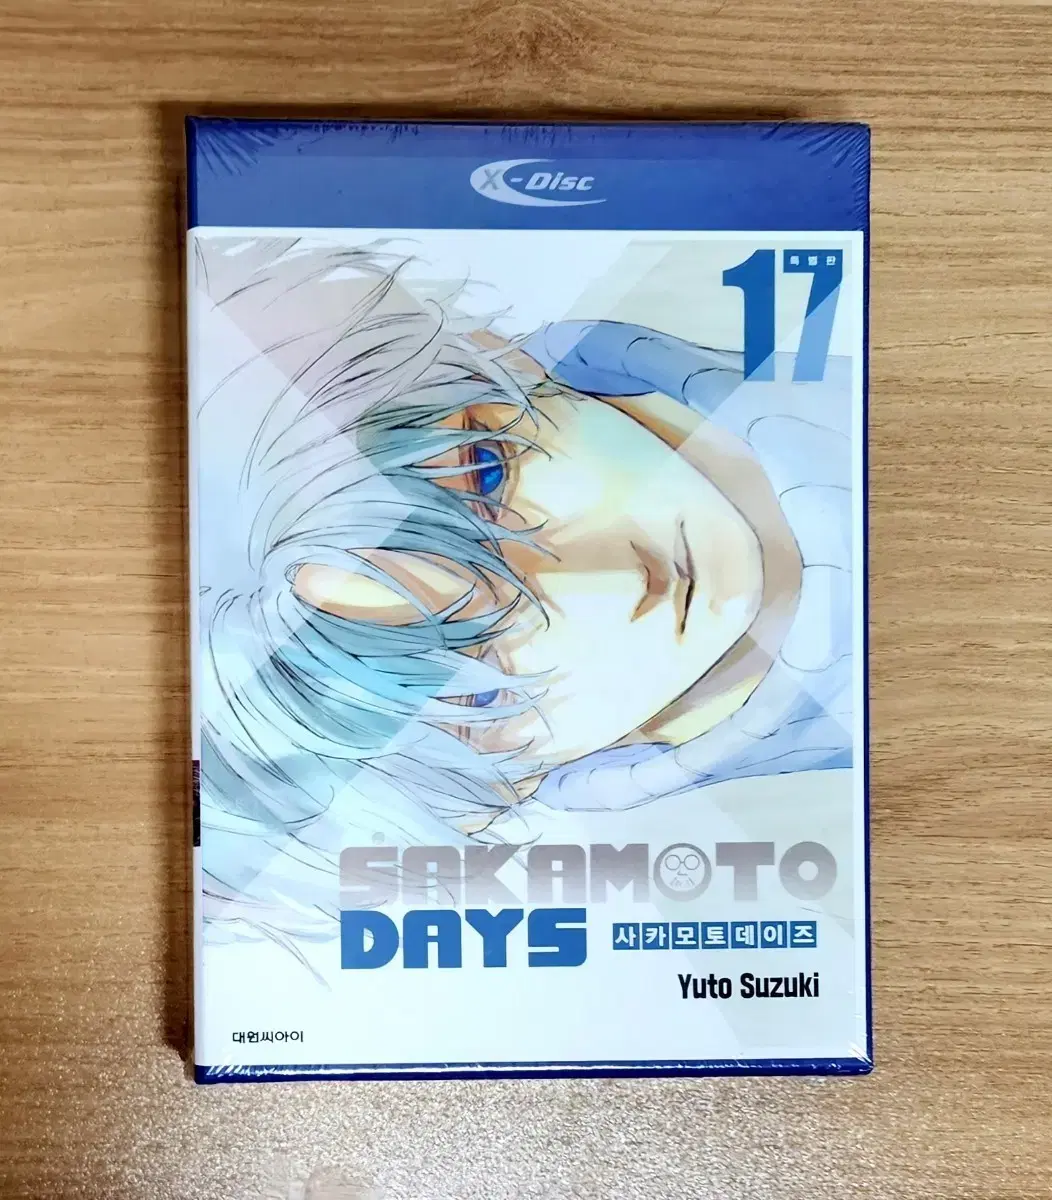 X-Disc
17
특별판
SAKAMOTO
DAYS 사카모토데이즈
Yuto Suzuki
대원씨아이